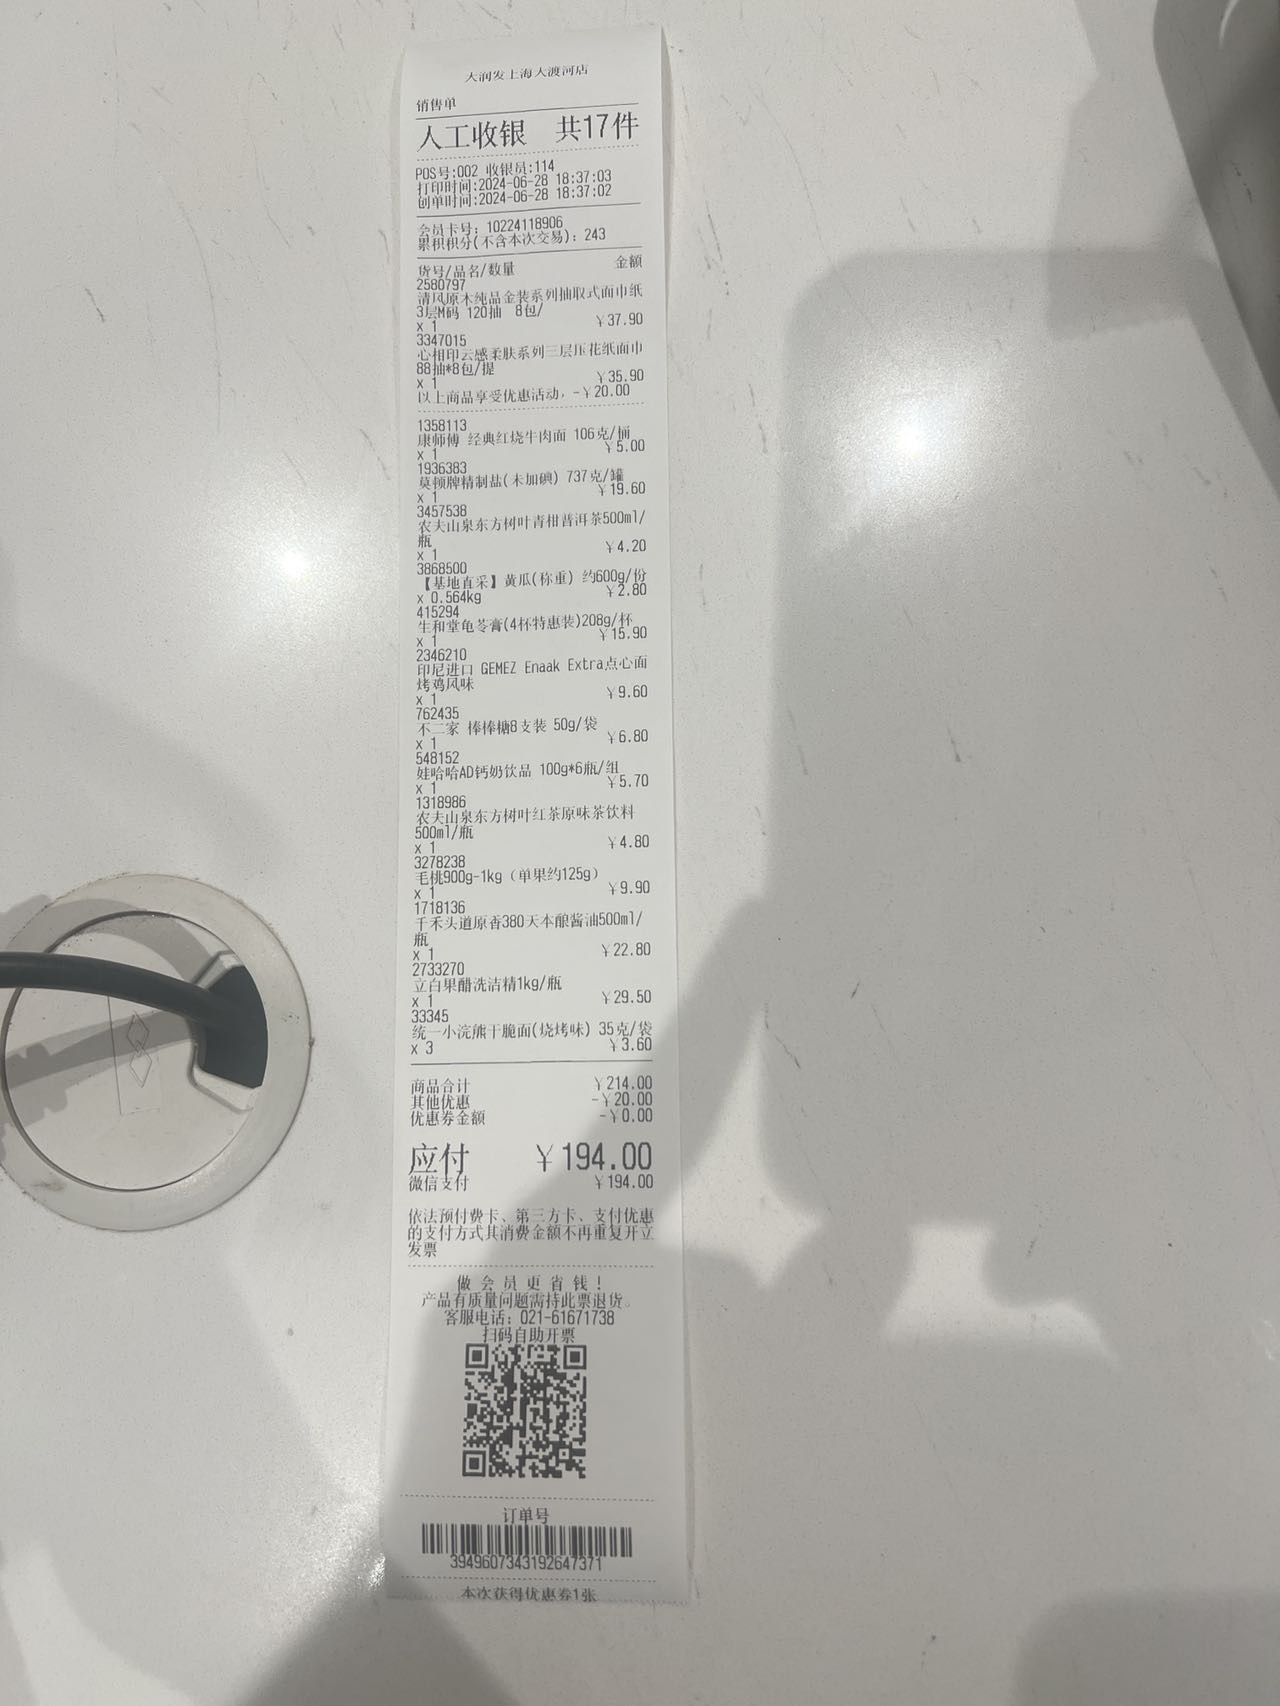 大润发上海大渡河店
销售单
人工收银 共17件
POS号:002 收银员:114
打印时间:2024-06-28 18:37:03
创单时间:2024-06-28 18:37:02
会员卡号: 10224118906
累积积分(不含本次交易): 243
货号/品名/数量 金额
2580797
清风原木纯品金装系列抽取式面巾纸
3层M码 120抽 8包/
x 1 ￥37.90
3347015
心相印云感柔肤系列三层压花纸面巾
88抽*8包/提
x 1 ￥35.90
以上商品享受优惠活动, -￥20.00
1358113
康师傅 经典红烧牛肉面 106克/桶
x 1 ￥5.00
1936383
莫顿牌精制盐(未加碘) 737克/罐
x 1 ￥19.60
3457538
农夫山泉东方树叶青柑普洱茶500ml/
瓶
x 1 ￥4.20
3868500
【基地直采】黄瓜(称重) 约600g/份
x 0.564kg ￥2.80
415294
生和堂龟苓膏(4杯特惠装)208g/杯
x 1 ￥15.90
2346210
印尼进口 GEMEZ Enaak Extra点心面
烤鸡风味
x 1 ￥9.60
762435
不二家 棒棒糖8支装 50g/袋
x 1 ￥6.80
548152
娃哈哈AD钙奶饮品 100g*6瓶/组
x 1 ￥5.70
1318986
农夫山泉东方树叶红茶原味茶饮料
500ml/瓶
x 1 ￥4.80
3278238
毛桃900g-1kg（单果约125g）
x 1 ￥9.90
1718136
千禾头道原香380天本酿酱油500ml/
瓶
x 1 ￥22.80
2733270
立白果醋洗洁精1kg/瓶
x 1 ￥29.50
33345
统一小浣熊干脆面(烧烤味) 35克/袋
x 3 ￥3.60
商品合计 ￥214.00
其他优惠 -￥20.00
优惠券金额 -￥0.00
应付 ￥194.00
微信支付 ￥194.00
依法预付费卡、第三方卡、支付优惠
的支付方式其消费金额不再重复开立
发票
做会员更省钱!
产品有质量问题需持此票退货。
客服电话: 021-61671738
扫码自助开票
订单号
3949607343192647371
本次获得优惠券1张